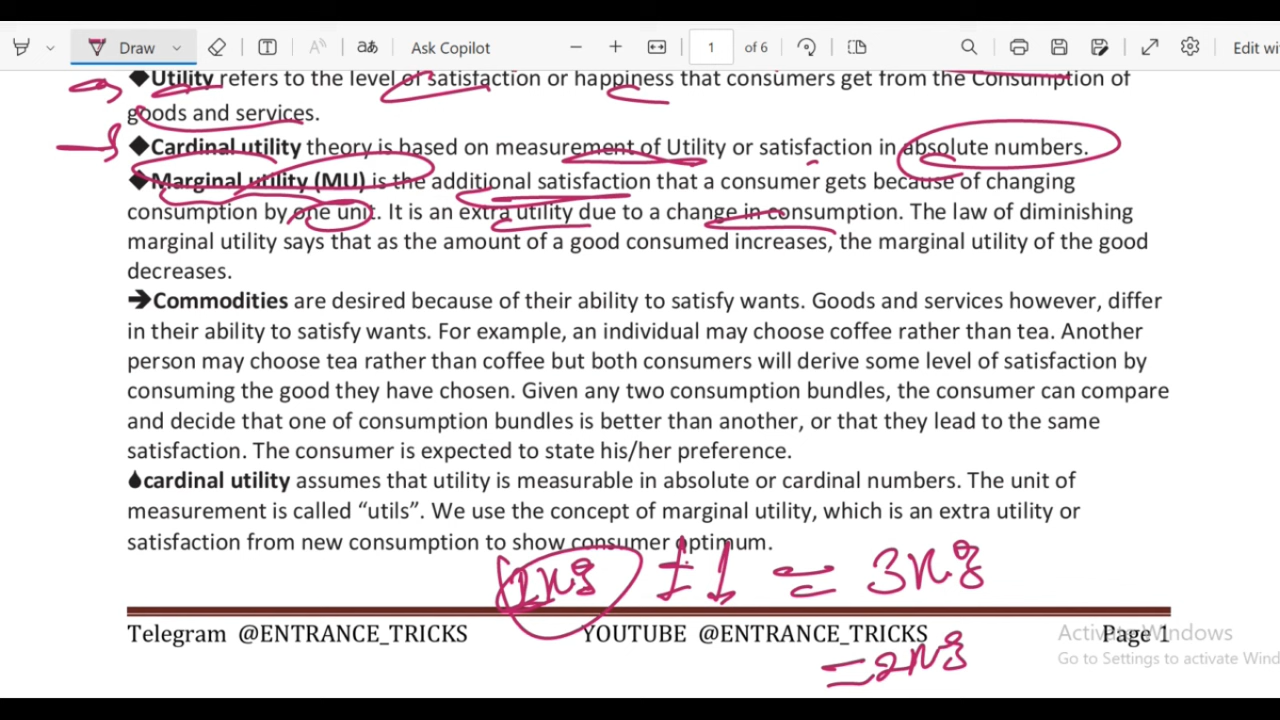 Draw
Ask Copilot
1 of 6
Edit wi
◆Utility refers to the level of satisfaction or happiness that consumers get from the Consumption of
goods and services.
◆Cardinal utility theory is based on measurement of Utility or satisfaction in absolute numbers.
◆Marginal utility (MU) is the additional satisfaction that a consumer gets because of changing
consumption by one unit. It is an extra utility due to a change in consumption. The law of diminishing
marginal utility says that as the amount of a good consumed increases, the marginal utility of the good
decreases.
➔Commodities are desired because of their ability to satisfy wants. Goods and services however, differ
in their ability to satisfy wants. For example, an individual may choose coffee rather than tea. Another
person may choose tea rather than coffee but both consumers will derive some level of satisfaction by
consuming the good they have chosen. Given any two consumption bundles, the consumer can compare
and decide that one of consumption bundles is better than another, or that they lead to the same
satisfaction. The consumer is expected to state his/her preference.
cardinal utility assumes that utility is measurable in absolute or cardinal numbers. The unit of
measurement is called “utils”. We use the concept of marginal utility, which is an extra utility or
satisfaction from new consumption to show consumer optimum.
± 1 = 3kg
Telegram @ENTRANCE_TRICKS YOUTUBE @ENTRANCE_TRICKS Page 1
= 2kg
Activate Windows
Go to Settings to activate Wind